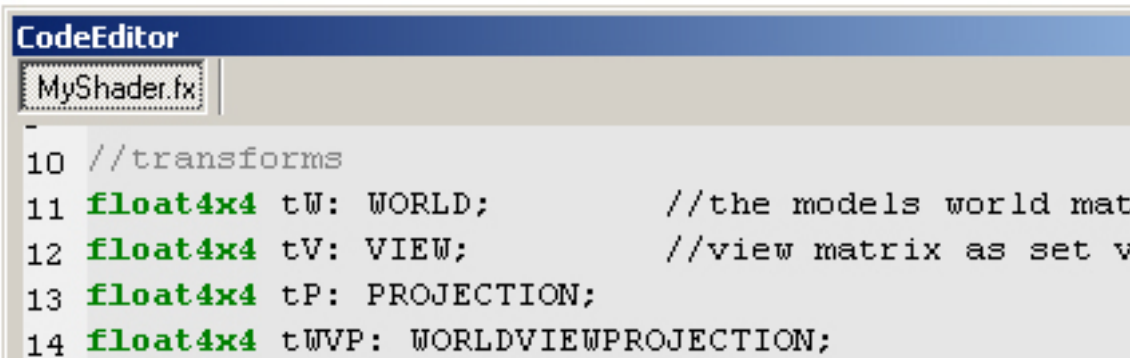 CodeEditor
MyShader.fx
10 //transforms
11 float4x4 tW: WORLD; //the models world mat
12 float4x4 tV: VIEW; //view matrix as set v
13 float4x4 tP: PROJECTION;
14 float4x4 tWVP: WORLDVIEWPROJECTION;